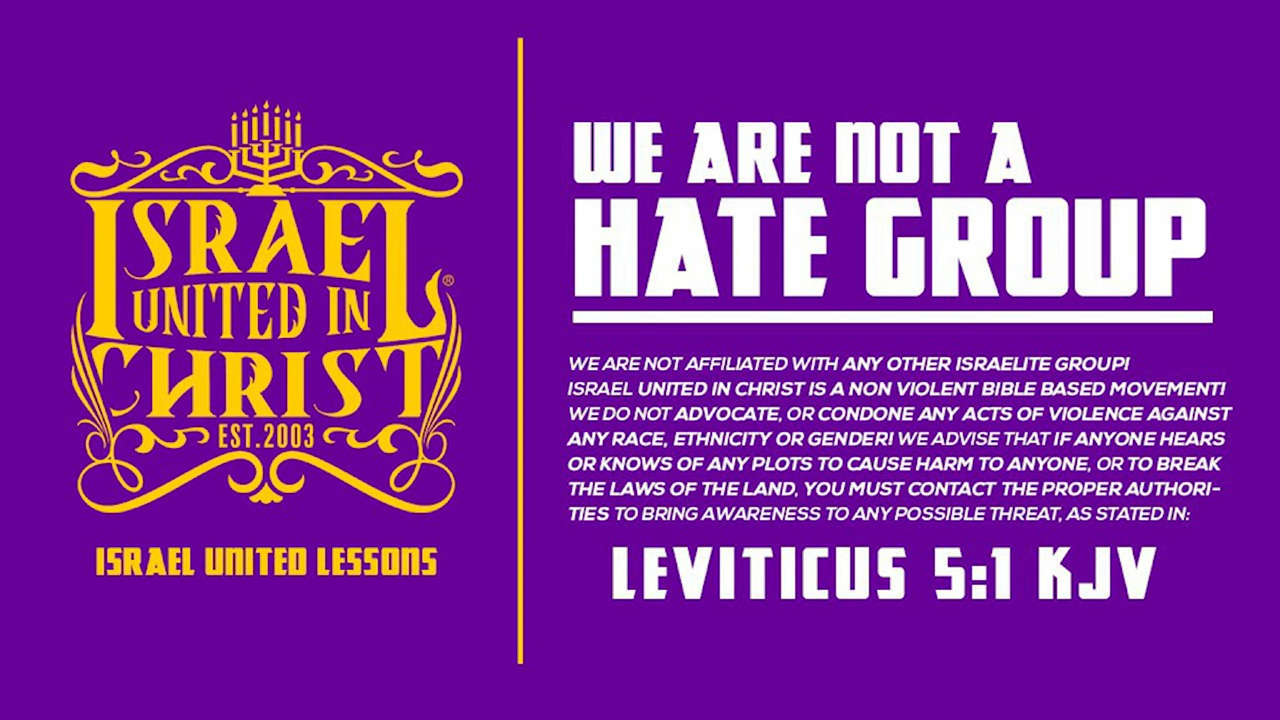 ISRAEL
UNITED IN
CHRIST
®
EST.2003
ISRAEL UNITED LESSONS
WE ARE NOT A
HATE GROUP
WE ARE NOT AFFILIATED WITH ANY OTHER ISRAELITE GROUP!
ISRAEL UNITED IN CHRIST IS A NON VIOLENT BIBLE BASED MOVEMENT!
WE DO NOT ADVOCATE, OR CONDONE ANY ACTS OF VIOLENCE AGAINST
ANY RACE, ETHNICITY OR GENDER! WE ADVISE THAT IF ANYONE HEARS
OR KNOWS OF ANY PLOTS TO CAUSE HARM TO ANYONE, OR TO BREAK
THE LAWS OF THE LAND, YOU MUST CONTACT THE PROPER AUTHORI-
TIES TO BRING AWARENESS TO ANY POSSIBLE THREAT, AS STATED IN:
LEVITICUS 5:1 KJV